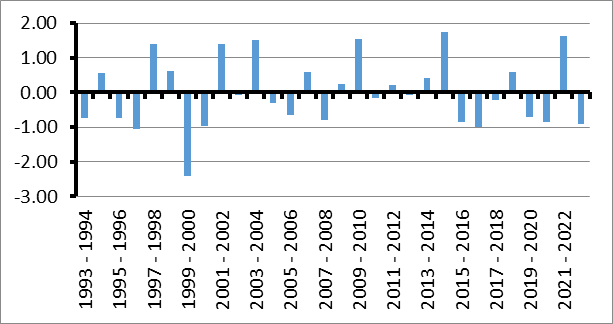 2.00
1.00
0.00
-1.00
-2.00
-3.00
1993 - 1994
1995 - 1996
1997 - 1998
1999 - 2000
2001 - 2002
2003 - 2004
2005 - 2006
2007 - 2008
2009 - 2010
2011 - 2012
2013 - 2014
2015 - 2016
2017 - 2018
2019 - 2020
2021 - 2022